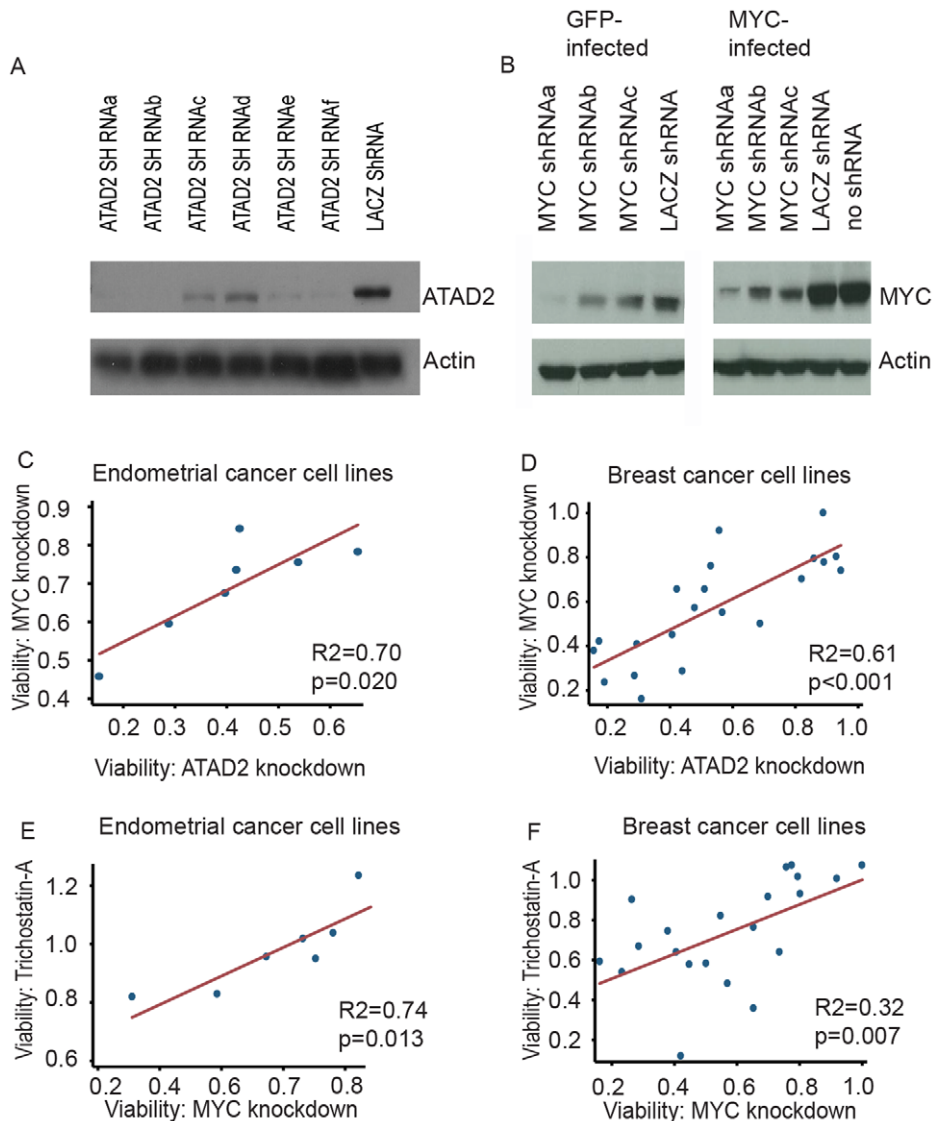 A
ATAD2 SH RNAa
ATAD2 SH RNAb
ATAD2 SH RNAc
ATAD2 SH RNAd
ATAD2 SH RNAe
ATAD2 SH RNAf
LACZ ShRNA
ATAD2
Actin
B
GFP-
infected
MYC-
infected
MYC shRNAa
MYC shRNAb
MYC shRNAc
LACZ shRNA
MYC shRNAa
MYC shRNAb
MYC shRNAc
LACZ shRNA
no shRNA
MYC
Actin
C
Endometrial cancer cell lines
Viability: MYC knockdown
0.9
0.8
0.7
0.6
0.5
0.4
R2=0.70
p=0.020
0.2 0.3 0.4 0.5 0.6
Viability: ATAD2 knockdown
D
Breast cancer cell lines
Viability: MYC knockdown
1.0
0.8
0.6
0.4
0.2
R2=0.61
p<0.001
0.2 0.4 0.6 0.8 1.0
Viability: ATAD2 knockdown
E
Endometrial cancer cell lines
Viability: Trichostatin-A
1.2
1.0
0.8
0.6
R2=0.74
p=0.013
0.2 0.4 0.6 0.8
Viability: MYC knockdown
F
Breast cancer cell lines
Viability: Trichostatin-A
1.0
0.8
0.6
0.4
0.2
R2=0.32
p=0.007
0.2 0.4 0.6 0.8 1.0
Viability: MYC knockdown